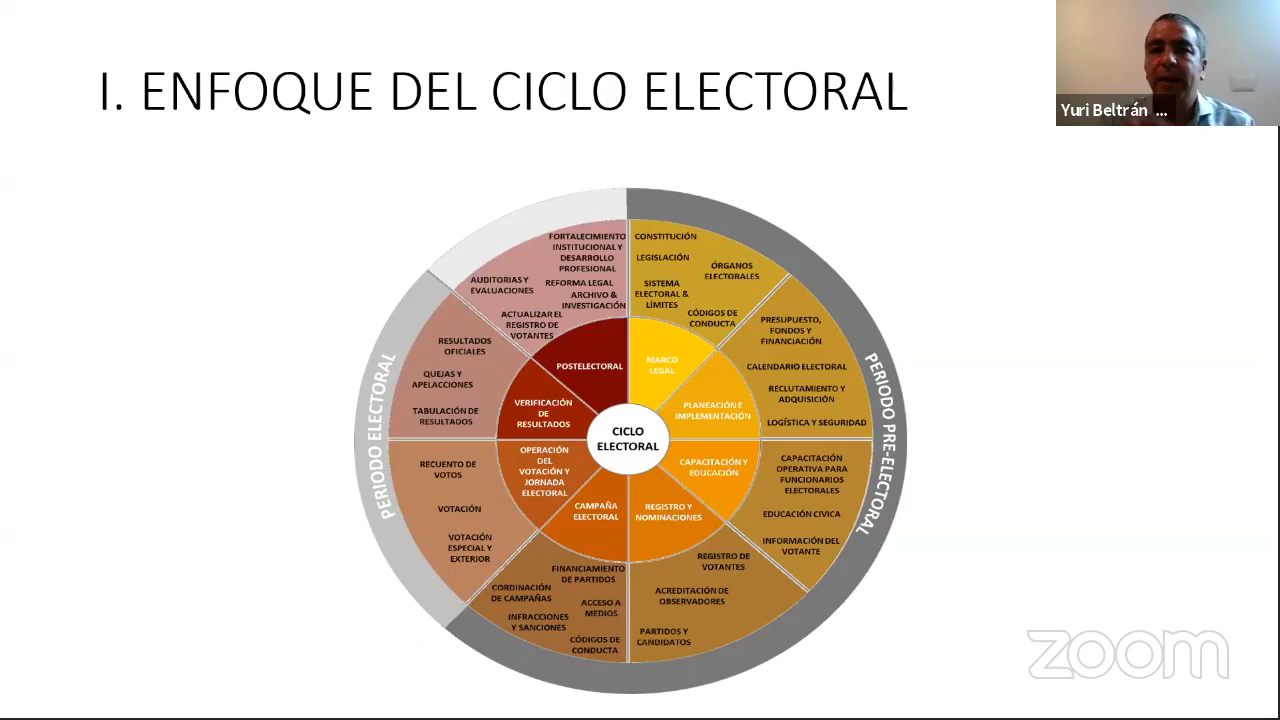 I. ENFOQUE DEL CICLO ELECTORAL
Yuri Beltrán ...
FORTALECIMIENTO
INSTITUCIONAL Y
DESARROLLO
PROFESIONAL
AUDITORIAS Y
EVALUACIONES
REFORMA LEGAL
ARCHIVO &
INVESTIGACIÓN
ACTUALIZAR EL
REGISTRO DE
VOTANTES
CONSTITUCIÓN
LEGISLACIÓN
ÓRGANOS
ELECTORALES
SISTEMA
ELECTORAL &
LÍMITES
CÓDIGOS DE
CONDUCTA
PRESUPUESTO,
FONDOS Y
FINANCIACIÓN
CALENDARIO ELECTORAL
RECLUTAMIENTO Y
ADQUISICIÓN
LOGÍSTICA Y SEGURIDAD
CAPACITACIÓN
OPERATIVA PARA
FUNCIONARIOS
ELECTORALES
EDUCACIÓN CIVICA
INFORMACIÓN DEL
VOTANTE
REGISTRO DE
VOTANTES
ACREDITACIÓN DE
OBSERVADORES
PARTIDOS Y
CANDIDATOS
FINANCIAMIENTO
DE PARTIDOS
CORDINACIÓN
DE CAMPAÑAS
ACCESO A
MEDIOS
INFRACCIONES
Y SANCIONES
CÓDIGOS DE
CONDUCTA
RECUENTO DE
VOTOS
VOTACIÓN
VOTACIÓN
ESPECIAL Y
EXTERIOR
RESULTADOS
OFICIALES
QUEJAS Y
APELACCIONES
TABULACIÓN DE
RESULTADOS
POSTELECTORAL
MARCO
LEGAL
PLANEACIÓN E
IMPLEMENTACIÓN
CAPACITACIÓN Y
EDUCACIÓN
REGISTRO Y
NOMINACIONES
CAMPAÑA
ELECTORAL
OPERACIÓN
DEL
VOTACIÓN Y
JORNADA
ELECTORAL
VERIFICACIÓN
DE
RESULTADOS
CICLO
ELECTORAL
PERIODO ELECTORAL
PERIODO PRE-ELECTORAL
zoom